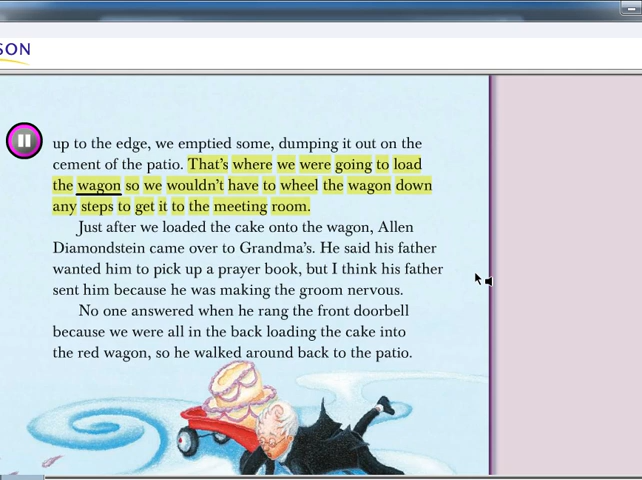 SON
up to the edge, we emptied some, dumping it out on the
cement of the patio. That's where we were going to load
the wagon so we wouldn't have to wheel the wagon down
any steps to get it to the meeting room.
Just after we loaded the cake onto the wagon, Allen
Diamondstein came over to Grandma's. He said his father
wanted him to pick up a prayer book, but I think his father
sent him because he was making the groom nervous.
No one answered when he rang the front doorbell
because we were all in the back loading the cake into
the red wagon, so he walked around back to the patio.